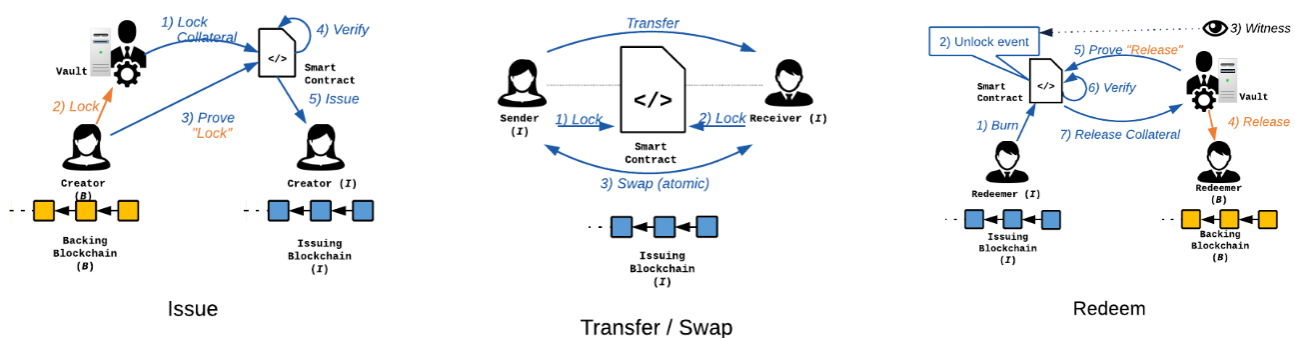 1) Lock
Collateral
4) Verify
Vault
</>
Smart
Contract
2) Lock
3) Prove
"Lock"
5) Issue
Creator
(B)
Creator (I)
Backing
Blockchain
(B)
Issuing
Blockchain
(I)
Issue
Transfer
</>
Sender
(I)
1) Lock
2) Lock
Receiver (I)
Smart
Contract
3) Swap (atomic)
Issuing
Blockchain
(I)
Transfer / Swap
3) Witness
2) Unlock event
5) Prove "Release"
</>
Smart
Contract
6) Verify
Vault
1) Burn
7) Release Collateral
4) Release
Redeemer (I)
Redeemer
(B)
Issuing
Blockchain
(I)
Backing
Blockchain
(B)
Redeem